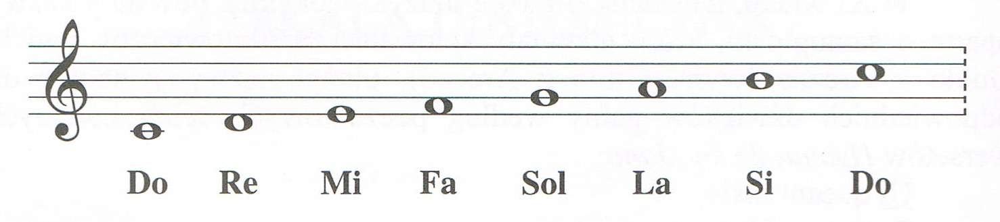 Do Re Mi Fa Sol La Si Do